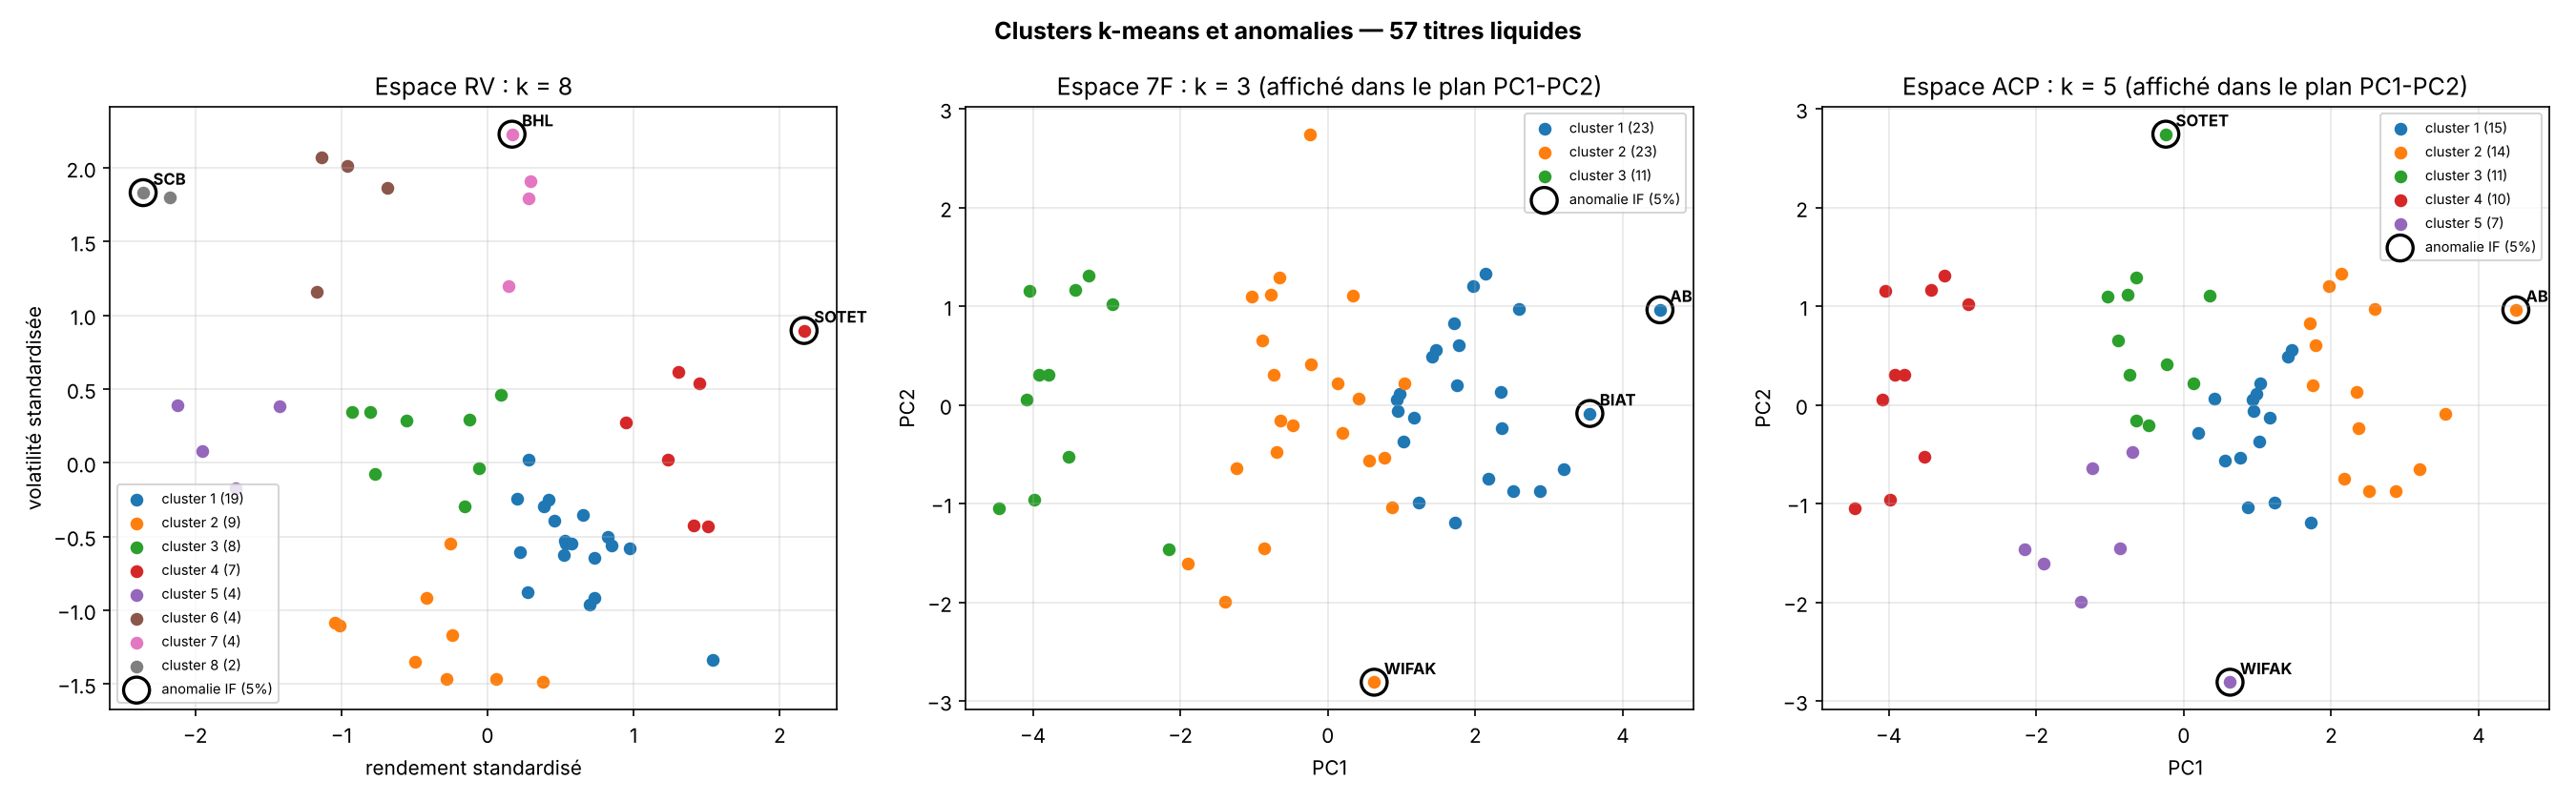 Clusters k-means et anomalies — 57 titres liquides
Espace RV : k = 8
volatilité standardisée
2.0
1.5
1.0
0.5
0.0
−0.5
−1.0
−1.5
BHL
SCB
SOTET
cluster 1 (19)
cluster 2 (9)
cluster 3 (8)
cluster 4 (7)
cluster 5 (4)
cluster 6 (4)
cluster 7 (4)
cluster 8 (2)
anomalie IF (5%)
−2
−1
0
1
2
rendement standardisé
Espace 7F : k = 3 (affiché dans le plan PC1-PC2)
PC2
3
2
1
0
−1
−2
−3
cluster 1 (23)
cluster 2 (23)
cluster 3 (11)
anomalie IF (5%)
AB
BIAT
WIFAK
−4
−2
0
2
4
PC1
Espace ACP : k = 5 (affiché dans le plan PC1-PC2)
PC2
3
2
1
0
−1
−2
−3
SOTET
cluster 1 (15)
cluster 2 (14)
cluster 3 (11)
cluster 4 (10)
cluster 5 (7)
anomalie IF (5%)
AB
WIFAK
−4
−2
0
2
4
PC1